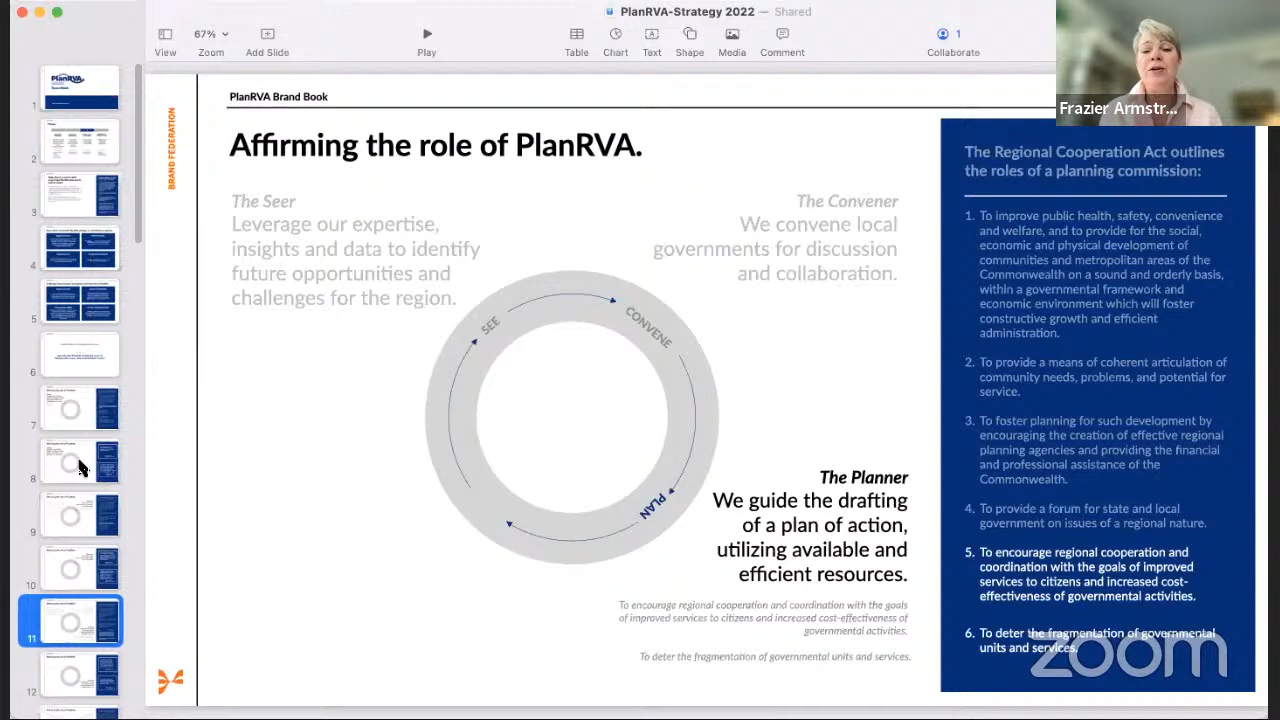 PlanRVA-Strategy 2022 — Shared
67%
View
Zoom
Add Slide
Play
Table
Chart
Text
Shape
Media
Comment
1
Collaborate
Frazier Armstr...
PlanRVA
2
3
5
6
7
8
9
10
11
12
PlanRVA Brand Book
BRAND FEDERATION
Affirming the role of PlanRVA.
The Seer
Leverage our expertise,
and data to identify
future opportunities and
challenges for the region.
The Convener
We convene local
governments for discussion
and collaboration.
SEE
CONVENE
PLAN
The Planner
We guide the drafting
of a plan of action,
utilizing available and
efficient resources.
To encourage regional cooperation and coordination with the goals
of improved services to citizens and increased cost-effectiveness of
governmental activities.
To deter the fragmentation of governmental units and services.
The Regional Cooperation Act outlines
the roles of a planning commission:
1. To improve public health, safety, convenience
and welfare, and to provide for the social,
economic and physical development of
communities and metropolitan areas of the
Commonwealth on a sound and orderly basis,
within a governmental framework and
economic environment which will foster
constructive growth and efficient
administration.
2. To provide a means of coherent articulation of
community needs, problems, and potential for
service.
3. To foster planning for such development by
encouraging the creation of effective regional
planning agencies and providing the financial
and professional assistance of the
Commonwealth.
4. To provide a forum for state and local
government on issues of a regional nature.
5. To encourage regional cooperation and
coordination with the goals of improved
services to citizens and increased cost-
effectiveness of governmental activities.
6. To deter the fragmentation of governmental
units and services.
zoom